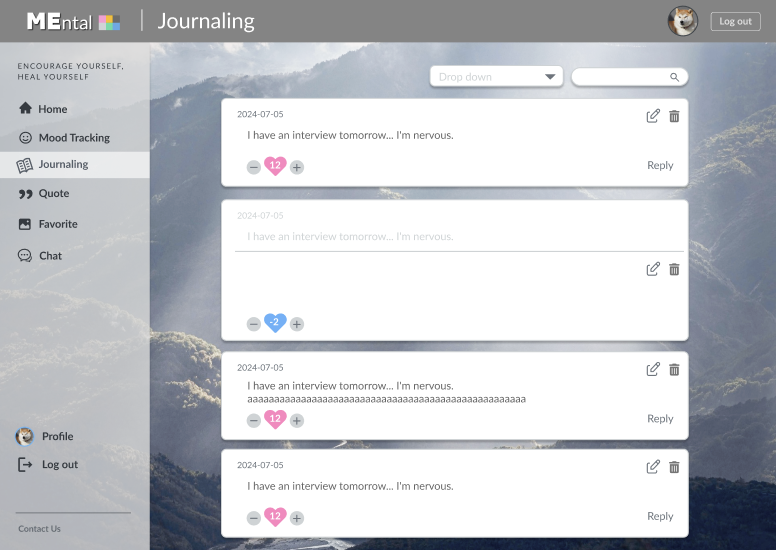 MEntal
Journaling
Log out
ENCOURAGE YOURSELF,
HEAL YOURSELF
Home
Mood Tracking
Journaling
Quote
Favorite
Chat
Profile
Log out
Contact Us
Drop down
2024-07-05
I have an interview tomorrow... I'm nervous.
12
Reply
2024-07-05
I have an interview tomorrow... I'm nervous.
-2
2024-07-05
I have an interview tomorrow... I'm nervous.
aaaaaaaaaaaaaaaaaaaaaaaaaaaaaaaaaaaaaaaaaaaaaaaaaaaa
12
Reply
2024-07-05
I have an interview tomorrow... I'm nervous.
12
Reply